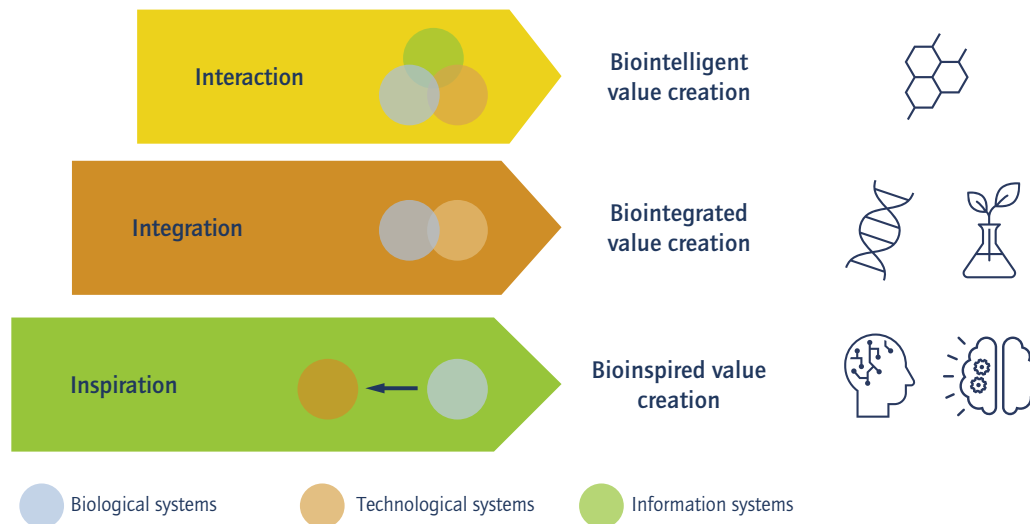 Interaction
Biointelligent
value creation
Integration
Biointegrated
value creation
Inspiration
Bioinspired value
creation
Biological systems
Technological systems
Information systems